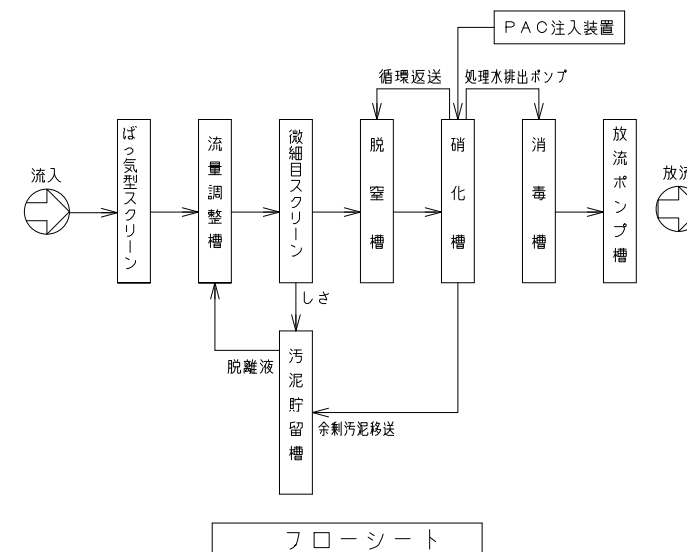 PAC注入装置
循環返送
処理水排出ポンプ
流入
ばっ気型スクリーン
流量調整槽
微細目スクリーン
脱窒槽
硝化槽
消毒槽
放流ポンプ槽
放流
しさ
脱離液
汚泥貯留槽
余剰汚泥移送
フローシート